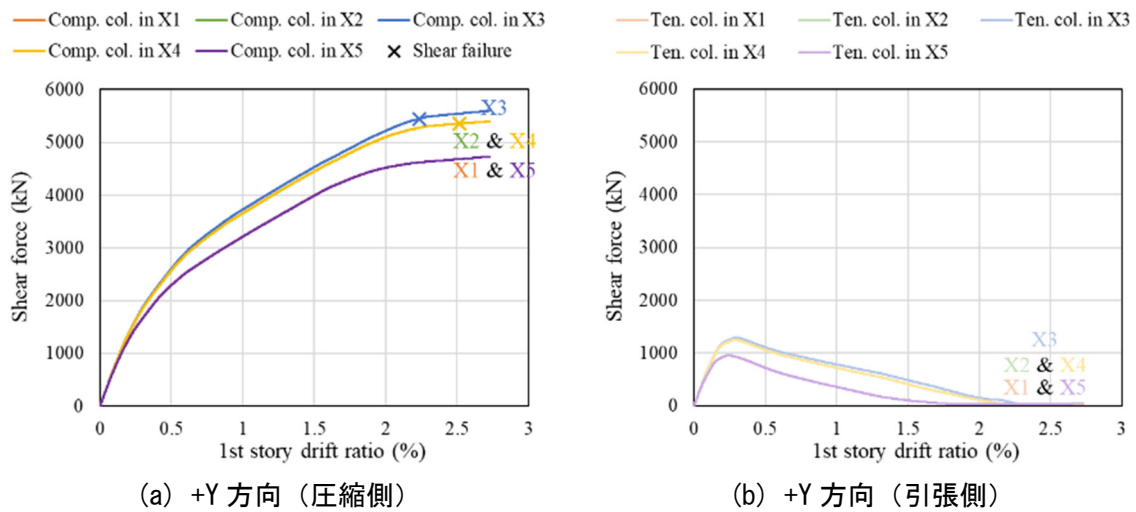 Comp. col. in X1 Comp. col. in X2 Comp. col. in X3
Comp. col. in X4 Comp. col. in X5 Shear failure
6000
5000
4000
3000
2000
1000
0
Shear force (kN)
X3
X2 & X4
X1 & X5
0 0.5 1 1.5 2 2.5 3
1st story drift ratio (%)
(a) +Y 方向（圧縮側）
Ten. col. in X1 Ten. col. in X2 Ten. col. in X3
Ten. col. in X4 Ten. col. in X5
6000
5000
4000
3000
2000
1000
0
Shear force (kN)
X3
X2 & X4
X1 & X5
0 0.5 1 1.5 2 2.5 3
1st story drift ratio (%)
(b) +Y 方向（引張側）